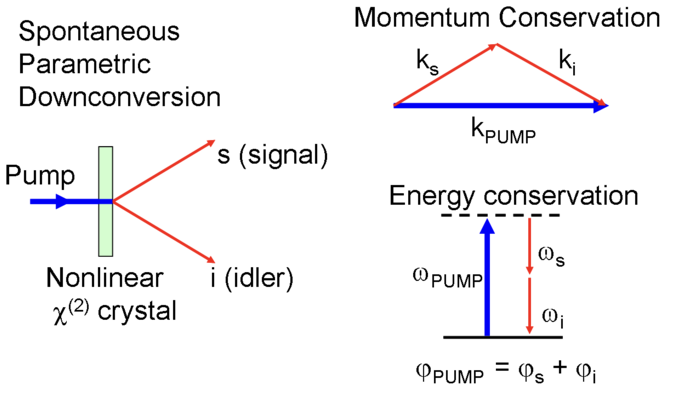 Spontaneous
Parametric
Downconversion
Pump
s (signal)
i (idler)
Nonlinear
χ(2) crystal
Momentum Conservation
ks
ki
kPUMP
Energy conservation
ωPUMP
ωs
ωi
φPUMP = φs + φi